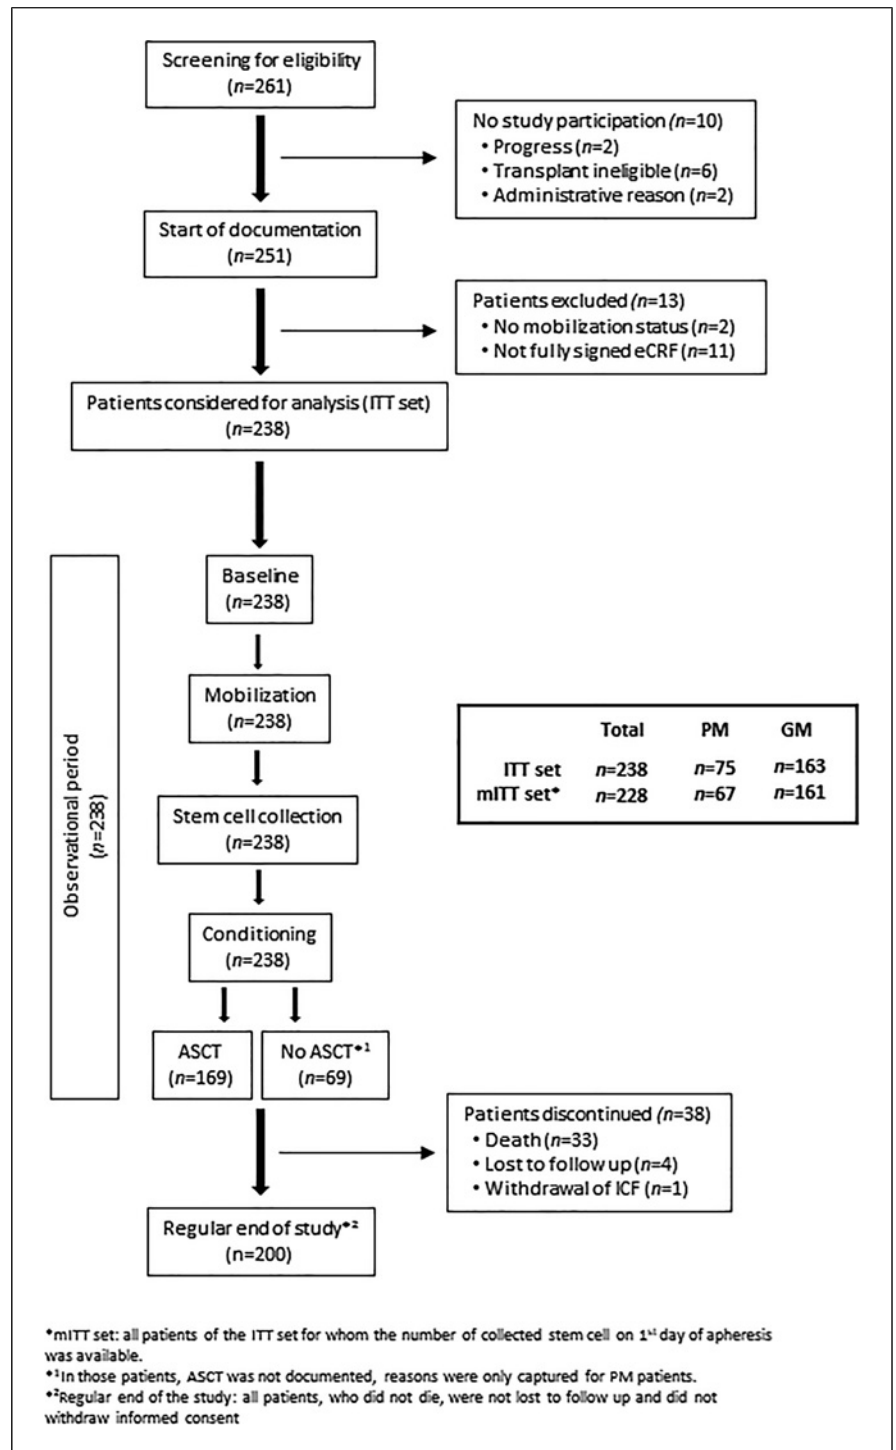 Screening for eligibility
(n=261)
No study participation (n=10)
• Progress (n=2)
• Transplant ineligible (n=6)
• Administrative reason (n=2)
Start of documentation
(n=251)
Patients excluded (n=13)
• No mobilization status (n=2)
• Not fully signed eCRF (n=11)
Patients considered for analysis (ITT set)
(n=238)
Observational period
(n=238)
Baseline
(n=238)
Mobilization
(n=238)
Total PM GM
ITT set n=238 n=75 n=163
mITT set* n=228 n=67 n=161
Stem cell collection
(n=238)
Conditioning
(n=238)
ASCT
(n=169)
No ASCT*1
(n=69)
Patients discontinued (n=38)
• Death (n=33)
• Lost to follow up (n=4)
• Withdrawal of ICF (n=1)
Regular end of study*2
(n=200)
*mITT set: all patients of the ITT set for whom the number of collected stem cell on 1st day of apheresis
was available.
*1In those patients, ASCT was not documented, reasons were only captured for PM patients.
*2Regular end of the study: all patients, who did not die, were not lost to follow up and did not
withdraw informed consent